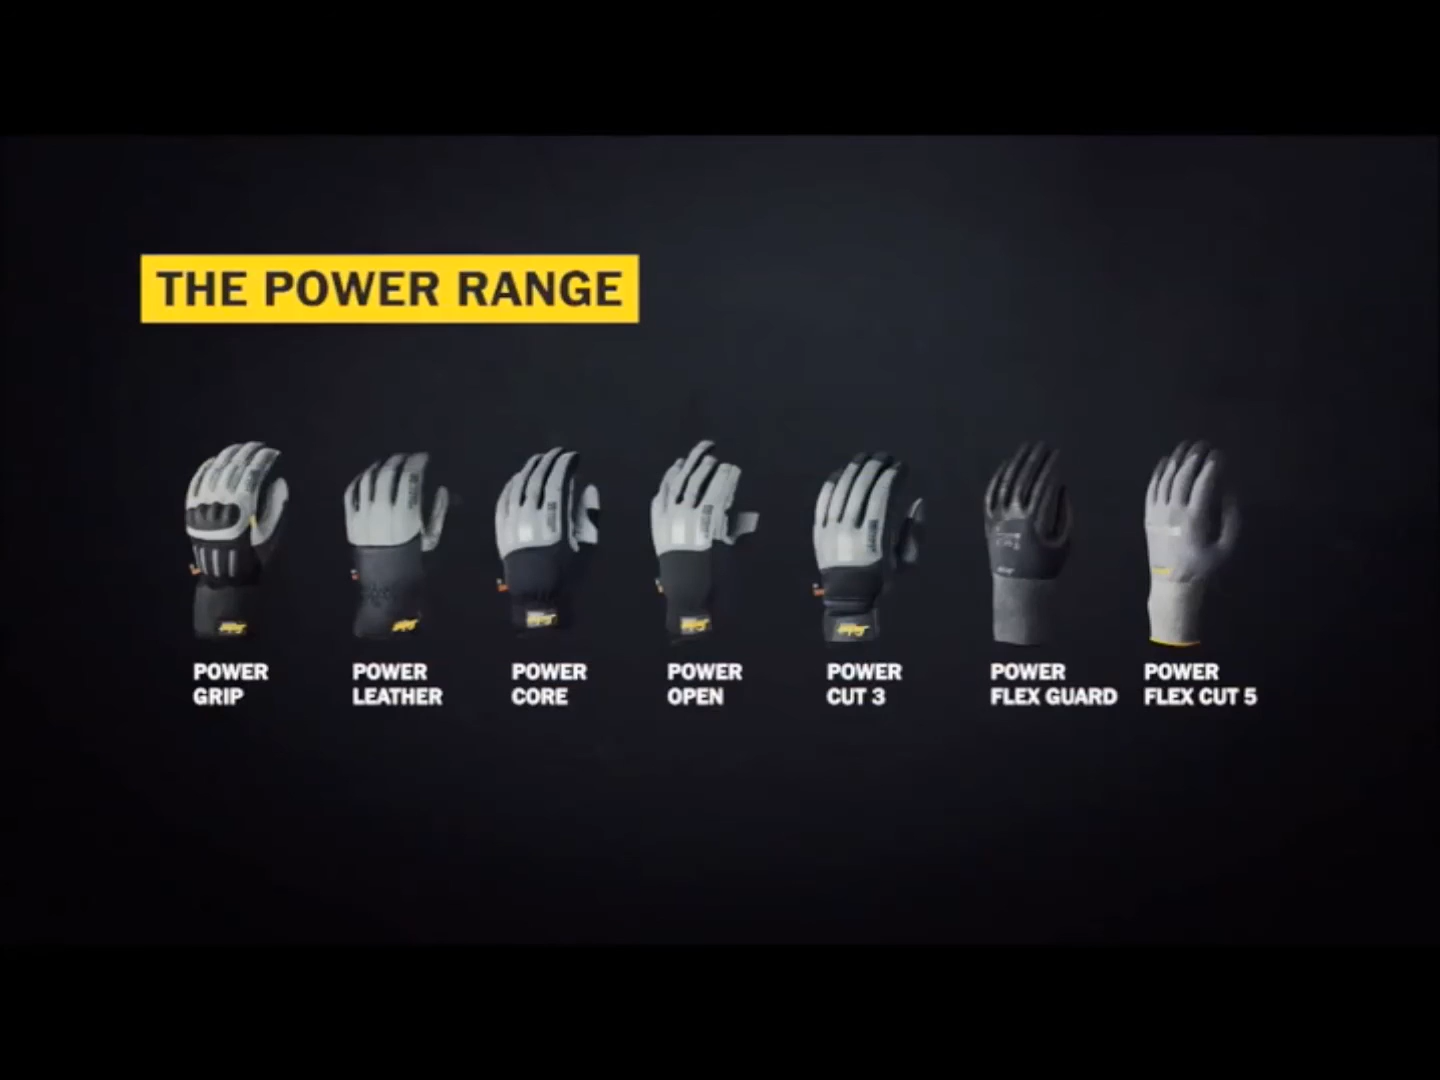 THE POWER RANGE
POWER
GRIP
POWER
LEATHER
POWER
CORE
POWER
OPEN
POWER
CUT 3
POWER
FLEX GUARD
POWER
FLEX CUT 5